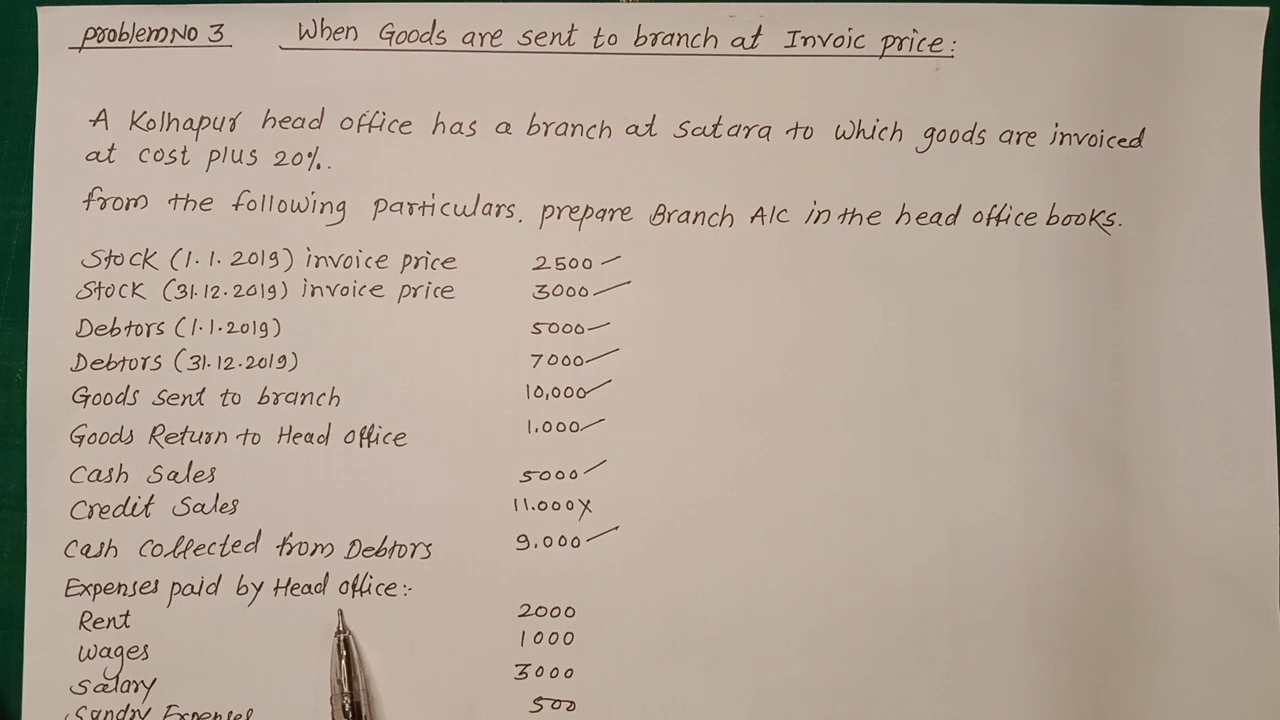 problem No 3 When Goods are sent to branch at Invoic price:
A Kolhapur head office has a branch at Satara to which goods are invoiced
at cost plus 20%.
from the following particulars. prepare Branch A/C in the head office books.
Stock (1.1.2019) invoice price 2500
Stock (31.12.2019) invoice price 3000
Debtors (1.1.2019) 5000
Debtors (31.12.2019) 7000
Goods sent to branch 10,000
Goods Return to Head office 1.000
Cash Sales 5000
Credit Sales 11.000 x
Cash collected from Debtors 9,000
Expenses paid by Head office:-
Rent 2000
Wages 1000
Salary 3000
Sandry Expenses 500